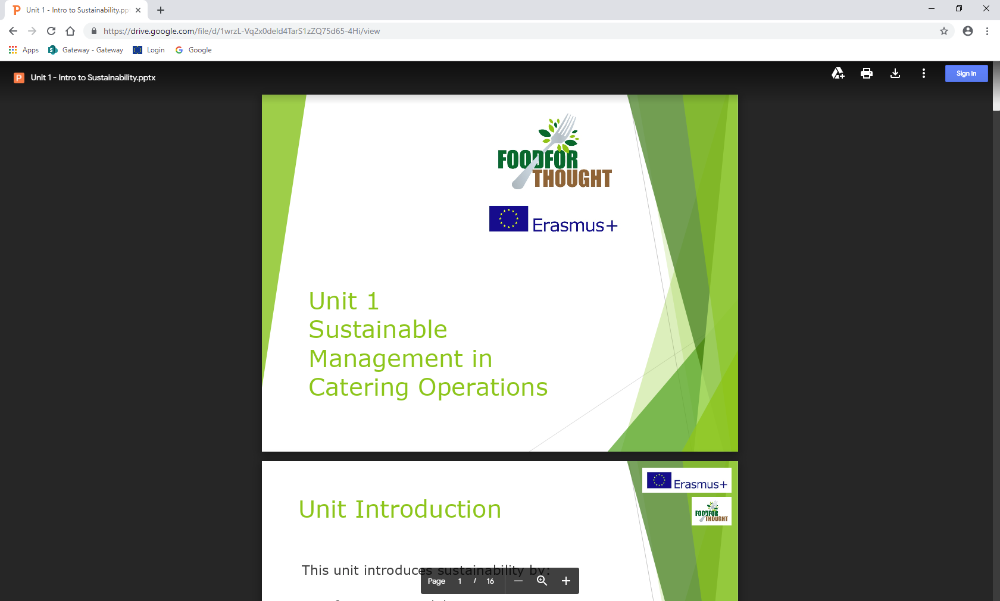 Unit 1 - Intro to Sustainability.pp
https://drive.google.com/file/d/1wrzL-Vq2x0deld4TarS1zZQ75d65-4Hi/view
Apps
Gateway - Gateway
Login
Google
Unit 1 - Intro to Sustainability.pptx
Sign in
FOODFOR
THOUGHT
Erasmus+
Unit 1
Sustainable
Management in
Catering Operations
Erasmus+
FOODFOR
THOUGHT
Unit Introduction
This unit introduces sustainability by:
Page 1 / 16